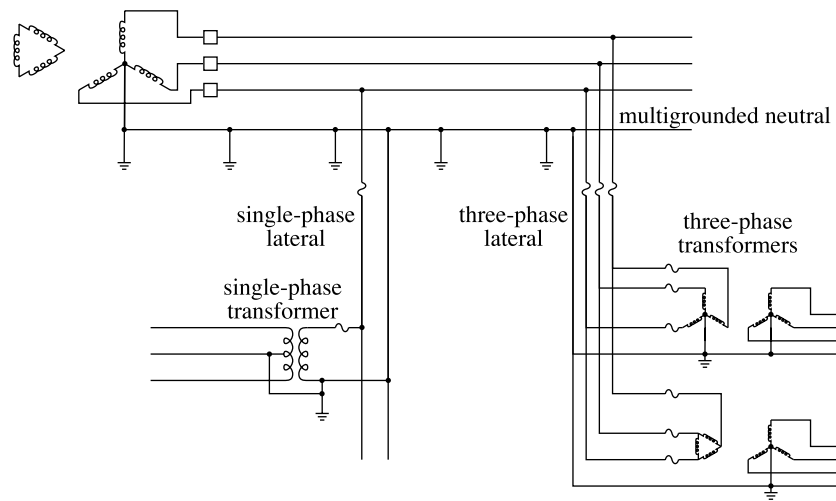 multigrounded neutral
single-phase
lateral
three-phase
lateral
three-phase
transformers
single-phase
transformer